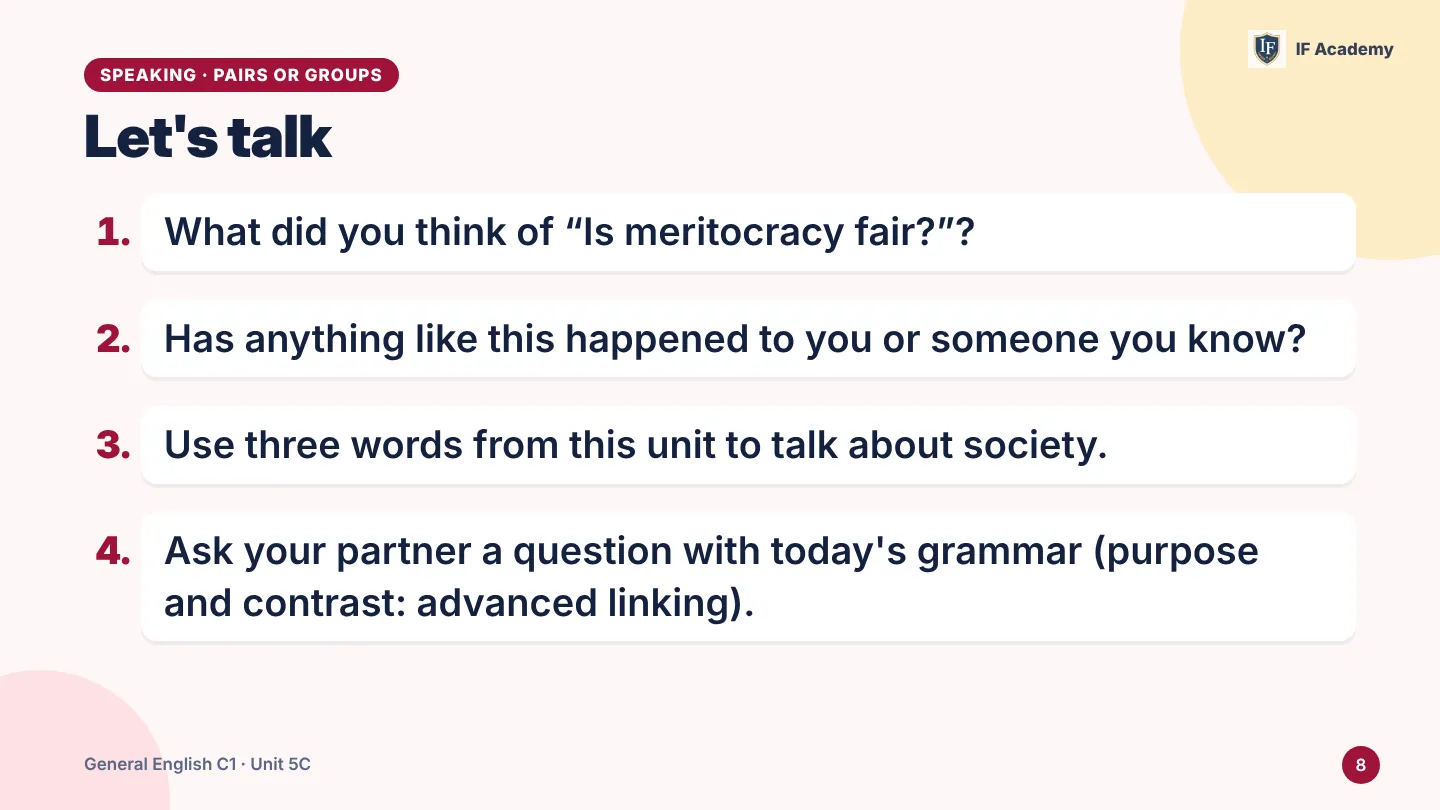 IF Academy
SPEAKING · PAIRS OR GROUPS
Let's talk
1. What did you think of “Is meritocracy fair?”?
2. Has anything like this happened to you or someone you know?
3. Use three words from this unit to talk about society.
4. Ask your partner a question with today's grammar (purpose
and contrast: advanced linking).
General English C1 · Unit 5C
8